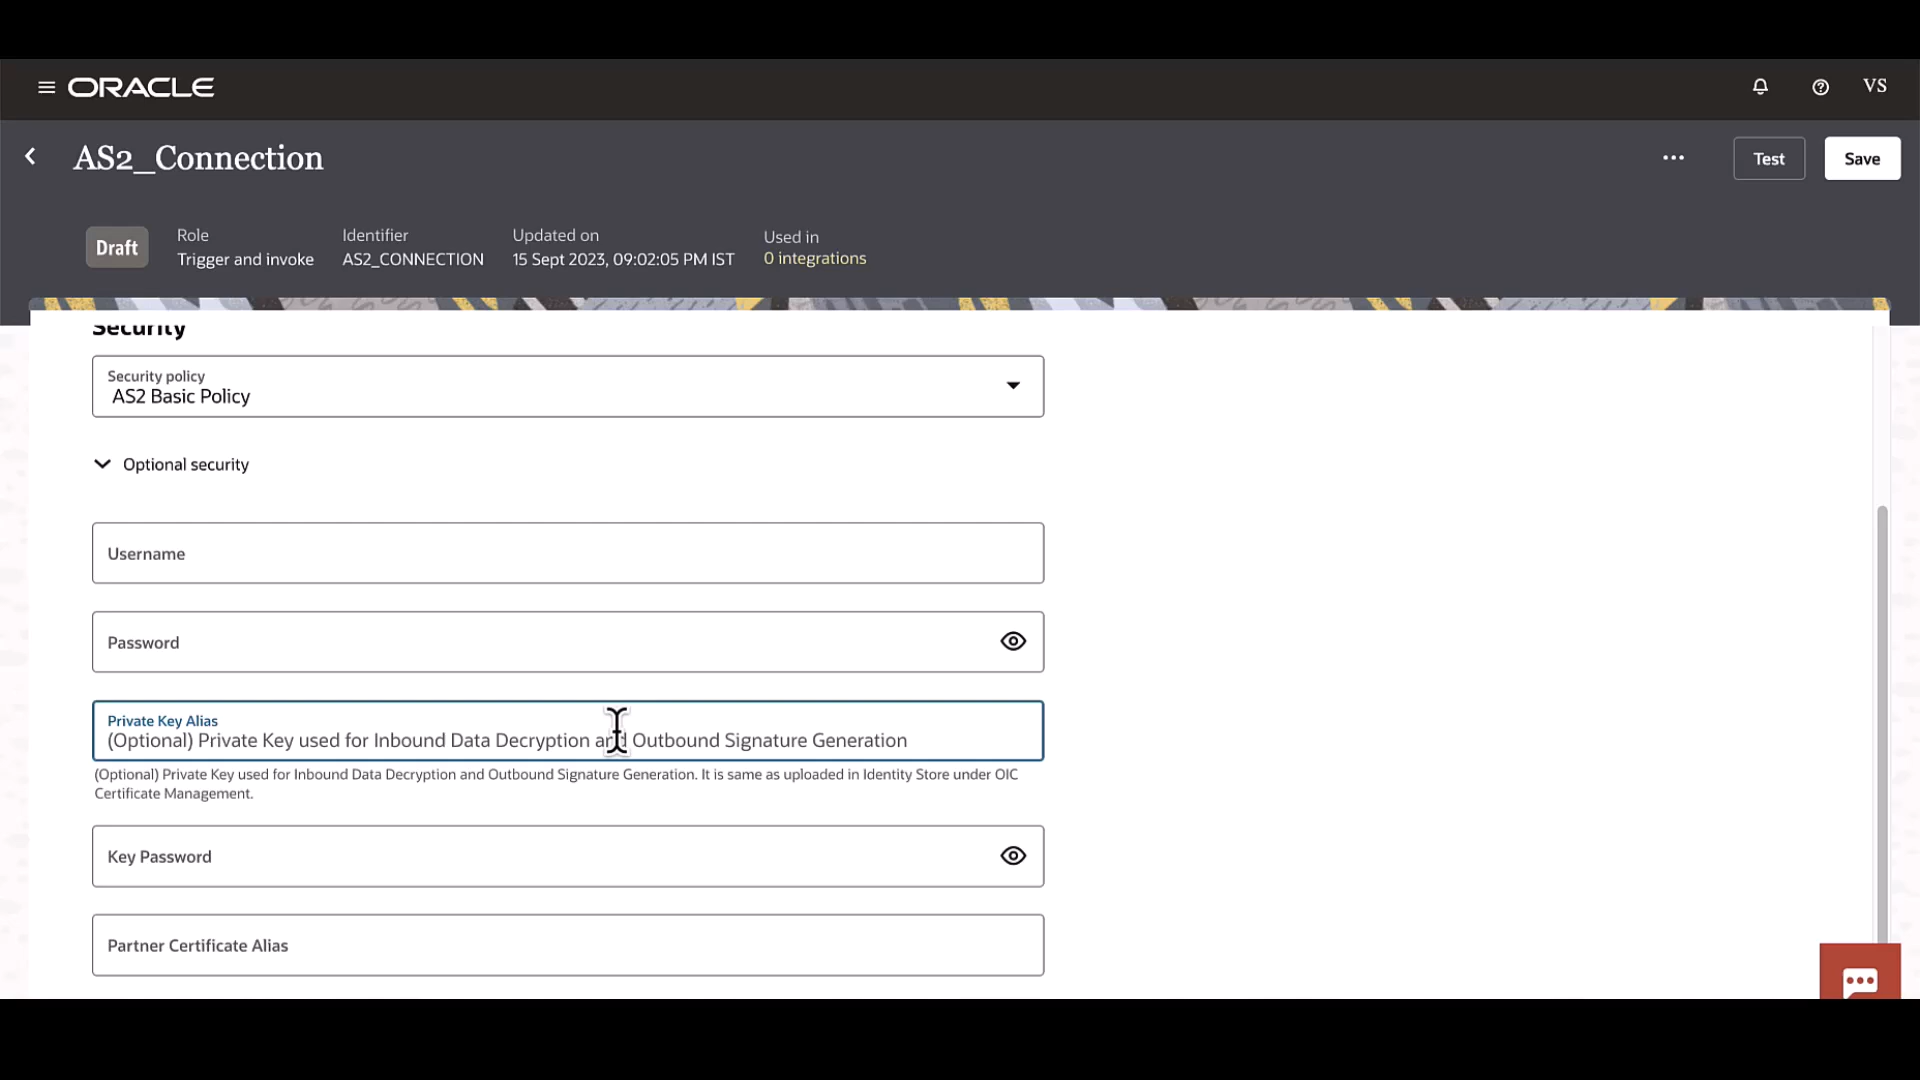 ORACLE
VS
AS2_Connection
Test
Save
Draft
Role
Trigger and invoke
Identifier
AS2_CONNECTION
Updated on
15 Sept 2023, 09:02:05 PM IST
Used in
0 integrations
Security
Security policy
AS2 Basic Policy
Optional security
Username
Password
Private Key Alias
(Optional) Private Key used for Inbound Data Decryption and Outbound Signature Generation
(Optional) Private Key used for Inbound Data Decryption and Outbound Signature Generation. It is same as uploaded in Identity Store under OIC
Certificate Management.
Key Password
Partner Certificate Alias